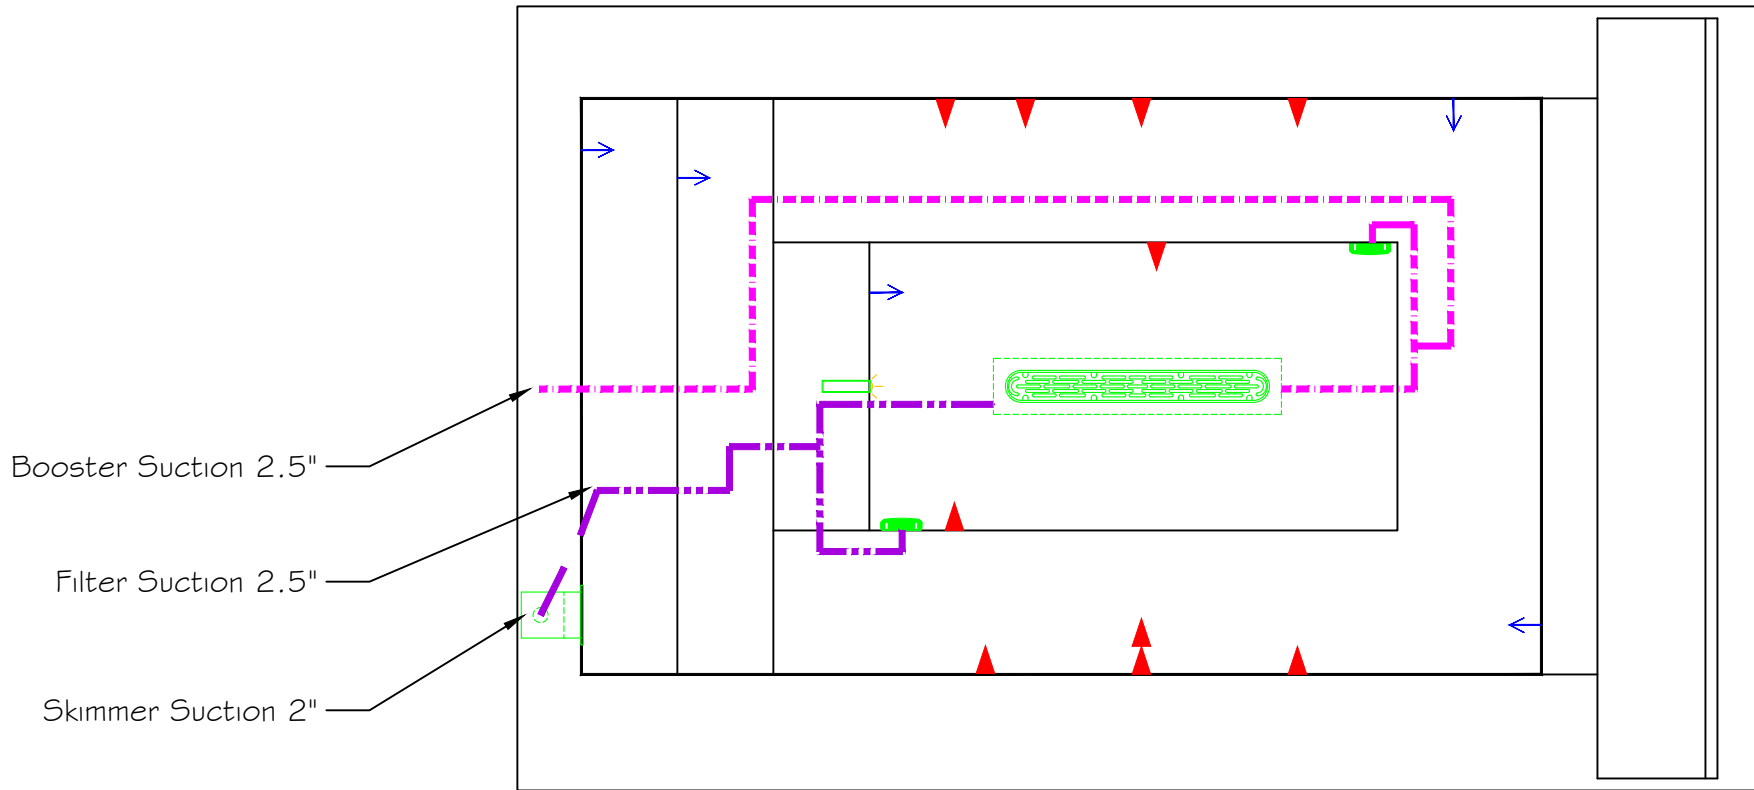 Booster Suction 2.5"
Filter Suction 2.5"
Skimmer Suction 2"